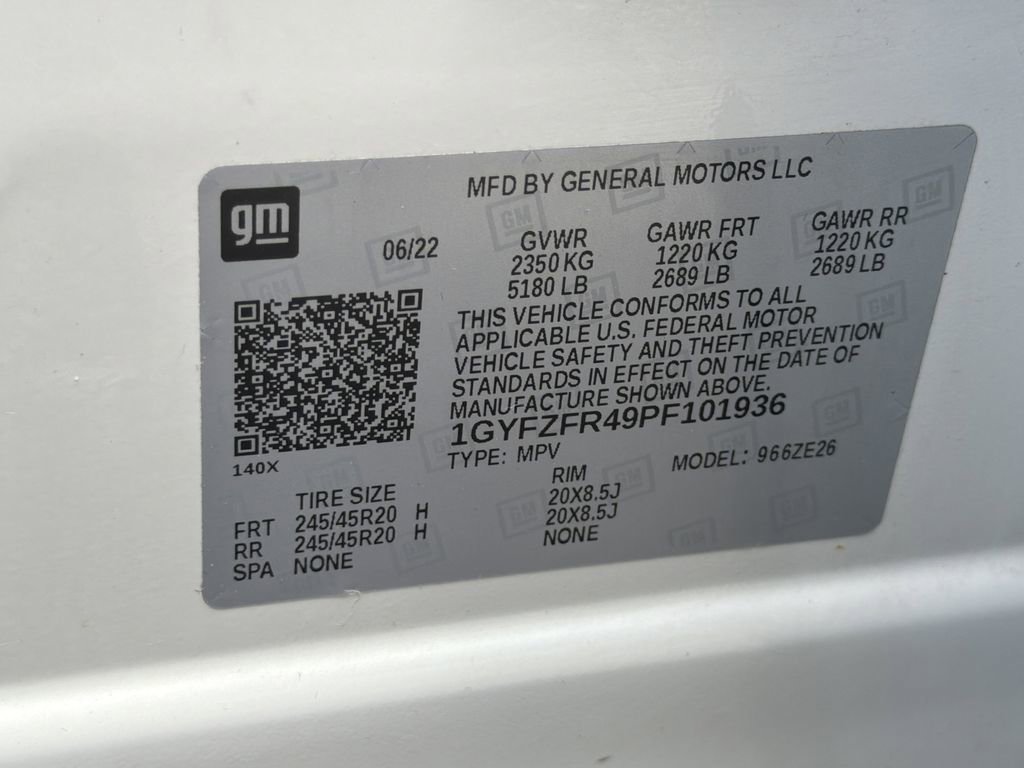 gm
MFD BY GENERAL MOTORS LLC
06/22
GVWR
2350 KG
5180 LB
GAWR FRT
1220 KG
2689 LB
GAWR RR
1220 KG
2689 LB
THIS VEHICLE CONFORMS TO ALL
APPLICABLE U.S. FEDERAL MOTOR
VEHICLE SAFETY AND THEFT PREVENTION
STANDARDS IN EFFECT ON THE DATE OF
MANUFACTURE SHOWN ABOVE.
1GYFZFR49PF101936
TYPE: MPV
MODEL: 966ZE26
140X
TIRE SIZE RIM
FRT 245/45R20 H 20X8.5J
RR 245/45R20 H 20X8.5J
SPA NONE NONE